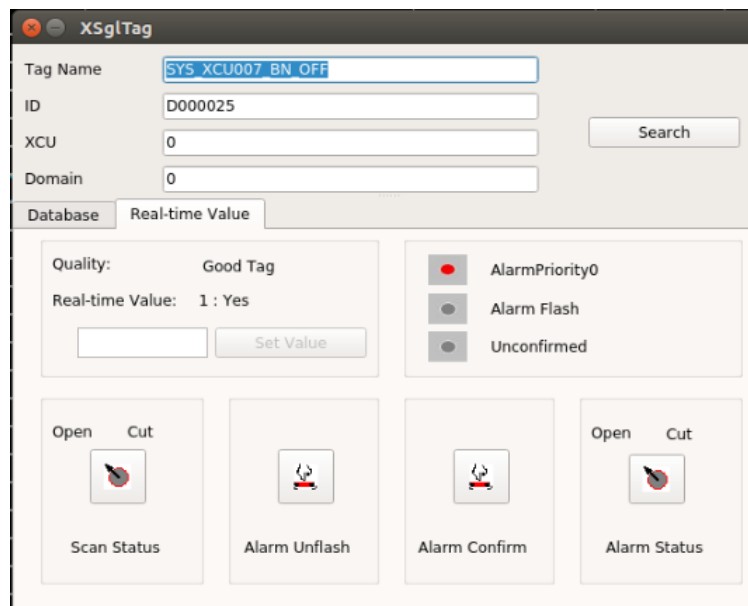 XSglTag
Tag Name SYS_XCU007_BN_OFF
ID D000025
XCU 0
Search
Domain 0
Database Real-time Value
Quality: Good Tag
Real-time Value: 1 : Yes
Set Value
AlarmPriority0
Alarm Flash
Unconfirmed
Open Cut
Scan Status
Alarm Unflash
Alarm Confirm
Open Cut
Alarm Status